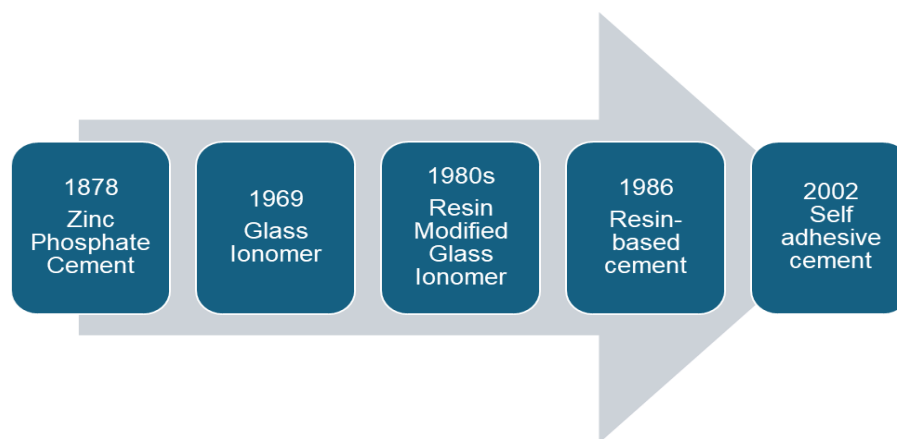 1878
Zinc
Phosphate
Cement
1969
Glass
Ionomer
1980s
Resin
Modified
Glass
Ionomer
1986
Resin-
based
cement
2002
Self
adhesive
cement